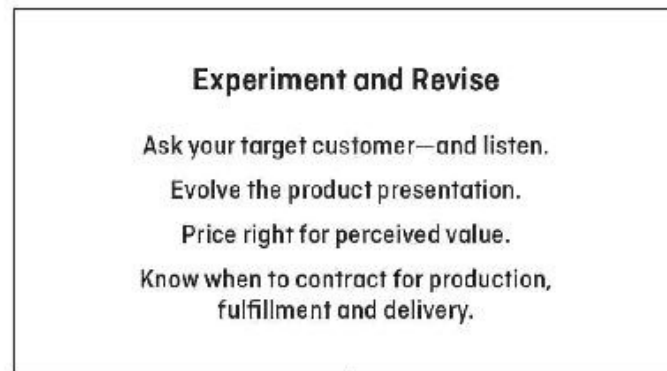 Experiment and Revise
Ask your target customer—and listen.
Evolve the product presentation.
Price right for perceived value.
Know when to contract for production,
fulfillment and delivery.